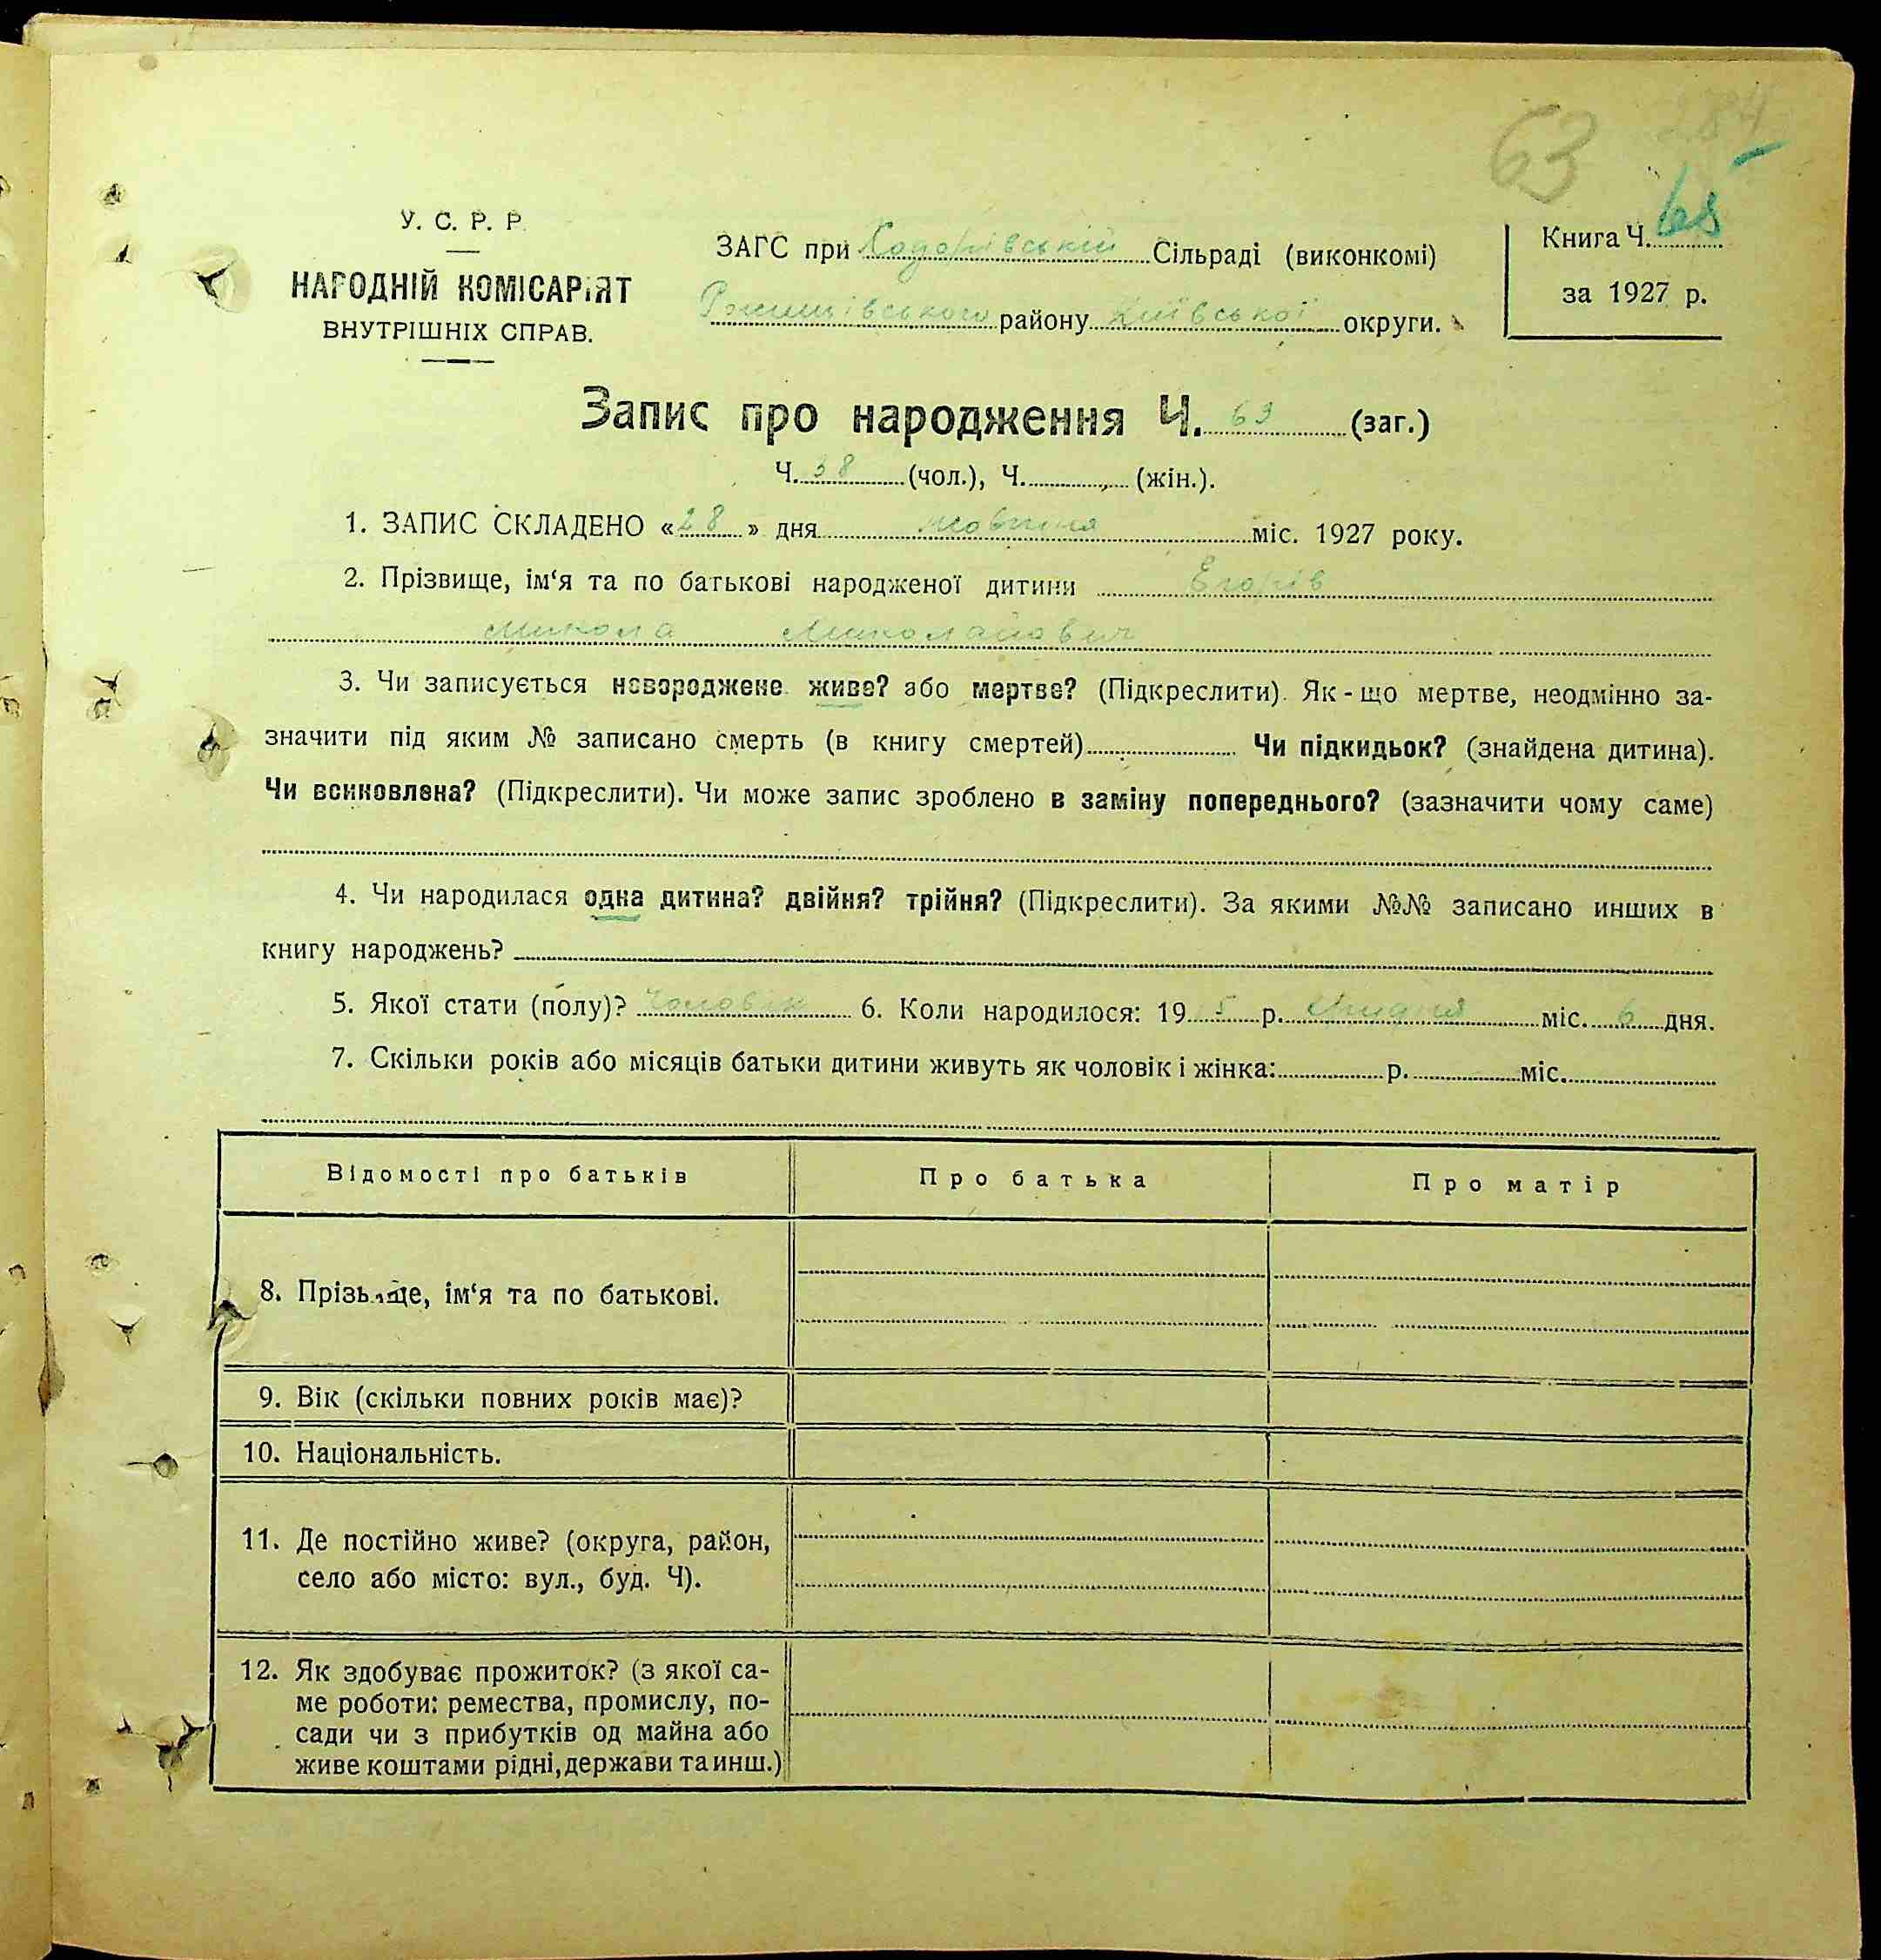 63 284
У. С. Р. Р.
НАРОДНІЙ КОМІСАРІЯТ
ВНУТРІШНІХ СПРАВ.
ЗАГС при Ходорівській Сільраді (виконкомі)
Ржищівського району Київської округи.
Книга Ч. 68
за 1927 р.
Запис про народження Ч. 63 (заг.)
Ч. 38 (чол.), Ч. (жін.).
1. ЗАПИС СКЛАДЕНО «28» дня жовтня міс. 1927 року.
2. Прізвище, ім‘я та по батькові народженої дитини Єгорів
Микола Миколайович
3. Чи записується новороджене живе? або мертве? (Підкреслити). Як-що мертве, неодмінно за-
значити під яким № записано смерть (в книгу смертей) Чи підкидьок? (знайдена дитина).
Чи всиновлена? (Підкреслити). Чи може запис зроблено в заміну попереднього? (зазначити чому саме)
4. Чи народилася одна дитина? двійня? трійня? (Підкреслити). За якими №№ записано инших в
книгу народжень?
5. Якої стати (полу)? Чоловік 6. Коли народилося: 19 5 р. Грудня міс. 6 дня.
7. Скільки років або місяців батьки дитини живуть як чоловік і жінка: р. міс.
Відомості про батьків Про батька Про матір
8. Прізвище, ім‘я та по батькові.
9. Вік (скільки повних років має)?
10. Національність.
11. Де постійно живе? (округа, район,
село або місто: вул., буд. Ч).
12. Як здобуває прожиток? (з якої са-
ме роботи: ремества, промислу, по-
сади чи з прибутків од майна або
живе коштами рідні, держави та инш.)